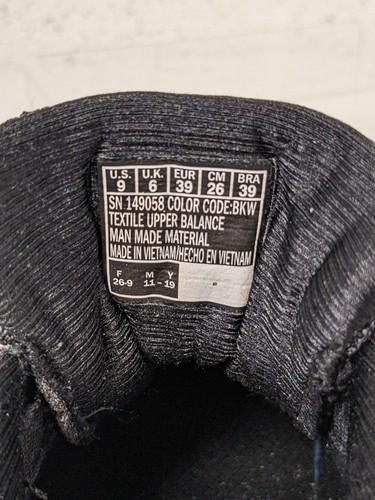 U.S. U.K. EUR CM BRA
9 6 39 26 39
SN 149058 COLOR CODE:BKW
TEXTILE UPPER BALANCE
MAN MADE MATERIAL
MADE IN VIETNAM/HECHO EN VIETNAM
F M Y
26-9 11 - 19